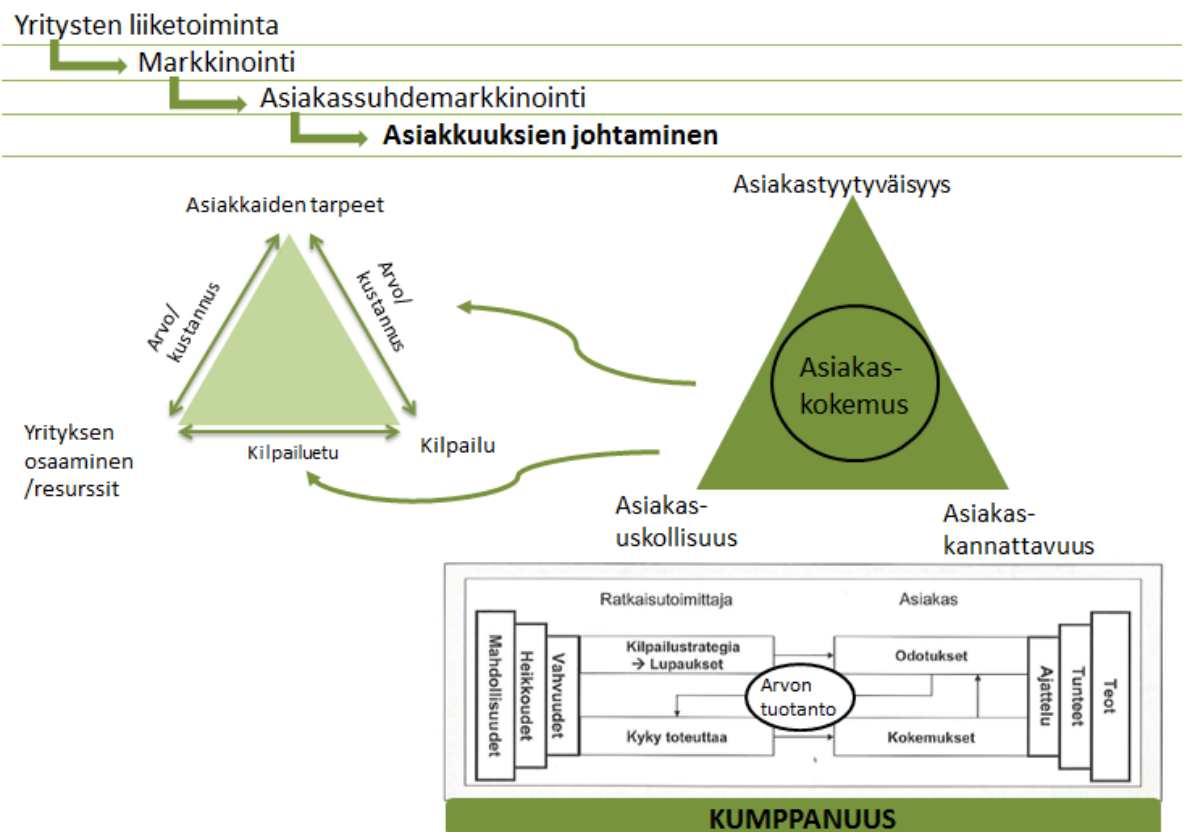 Yritysten liiketoiminta
Markkinointi
Asiakassuhdemarkkinointi
Asiakkuuksien johtaminen
Asiakkaiden tarpeet
Arvo/
kustannus
Arvo/
kustannus
Yrityksen
osaaminen
/resurssit
Kilpailuetu
Kilpailu
Asiakastyytyväisyys
Asiakas-
kokemus
Asiakas-
uskollisuus
Asiakas-
kannattavuus
Ratkaisutoimittaja
Asiakas
Mahdollisuudet
Heikkoudet
Vahvuudet
Kilpailustrategia
→ Lupaukset
Odotukset
Arvon
tuotanto
Kyky toteuttaa
Kokemukset
Ajattelu
Tunteet
Teot
KUMPPANUUS